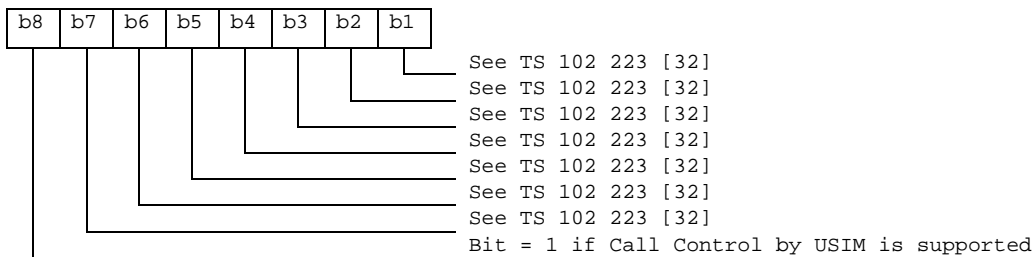 b8 b7 b6 b5 b4 b3 b2 b1
See TS 102 223 [32]
See TS 102 223 [32]
See TS 102 223 [32]
See TS 102 223 [32]
See TS 102 223 [32]
See TS 102 223 [32]
See TS 102 223 [32]
Bit = 1 if Call Control by USIM is supported